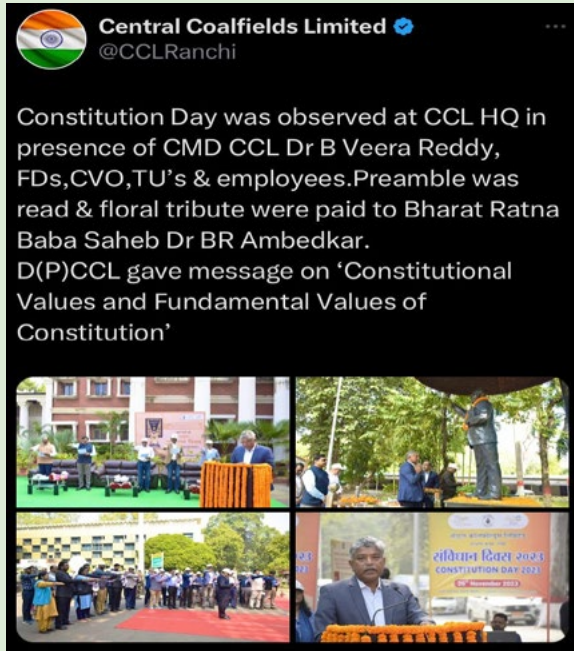 Central Coalfields Limited
@CCLRanchi
Constitution Day was observed at CCL HQ in
presence of CMD CCL Dr B Veera Reddy,
FDs,CVO,TU's & employees.Preamble was
read & floral tribute were paid to Bharat Ratna
Baba Saheb Dr BR Ambedkar.
D(P)CCL gave message on ‘Constitutional
Values and Fundamental Values of
Constitution’
संविधान दिवस २०२३
CONSTITUTION DAY 2023
November 2023